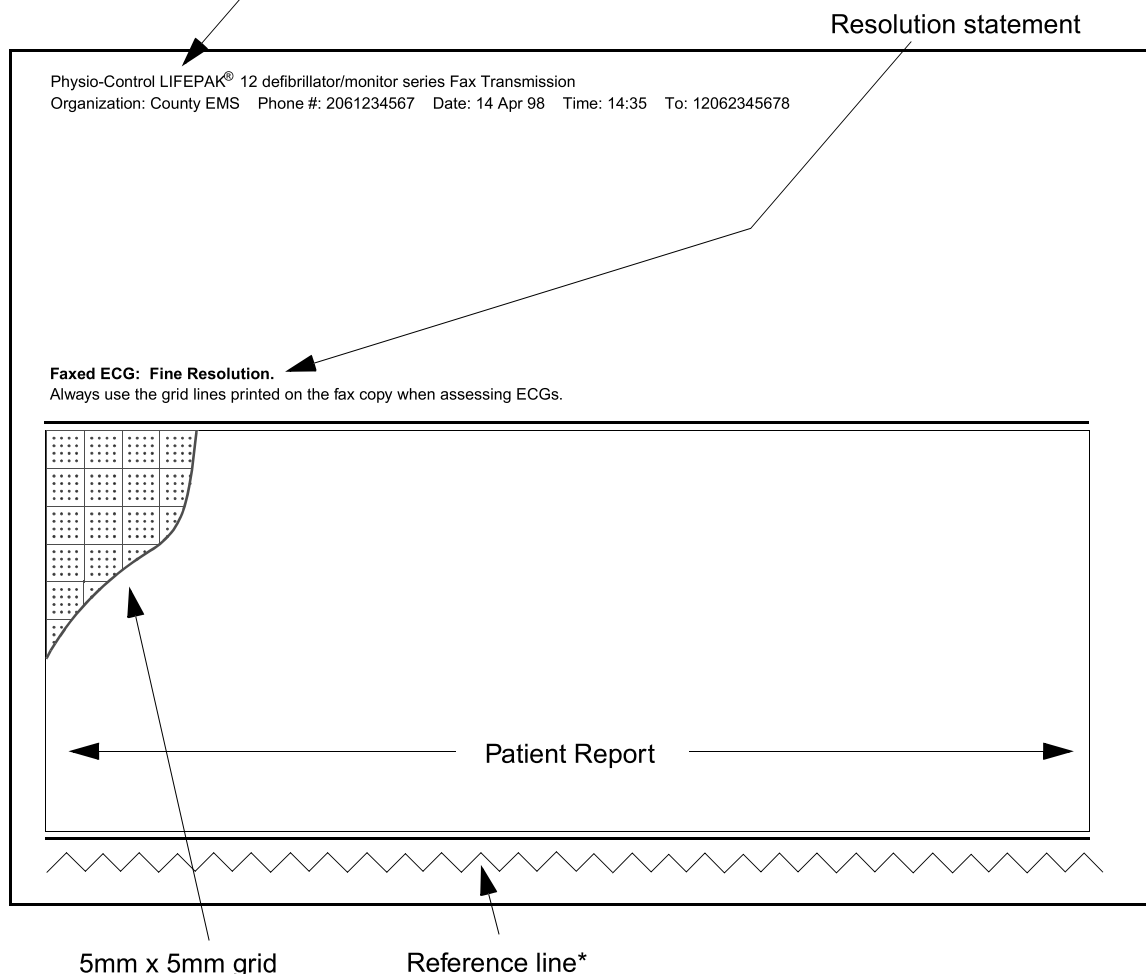 Resolution statement
Physio-Control LIFEPAK® 12 defibrillator/monitor series Fax Transmission
Organization: County EMS Phone #: 2061234567 Date: 14 Apr 98 Time: 14:35 To: 12062345678
Faxed ECG: Fine Resolution.
Always use the grid lines printed on the fax copy when assessing ECGs.
Patient Report
5mm x 5mm grid
Reference line*